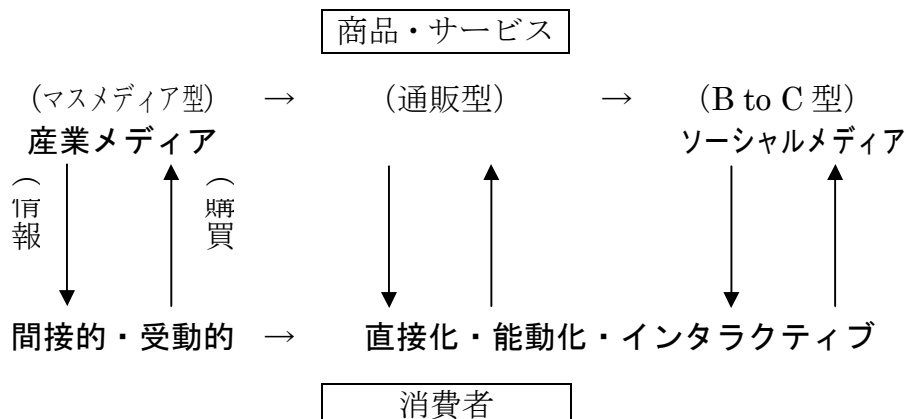 商品・サービス
（マスメディア型） → （通販型） → （B to C 型）
産業メディア ソーシャルメディア
（情報
（購買
間接的・受動的 → 直接化・能動化・インタラクティブ
消費者